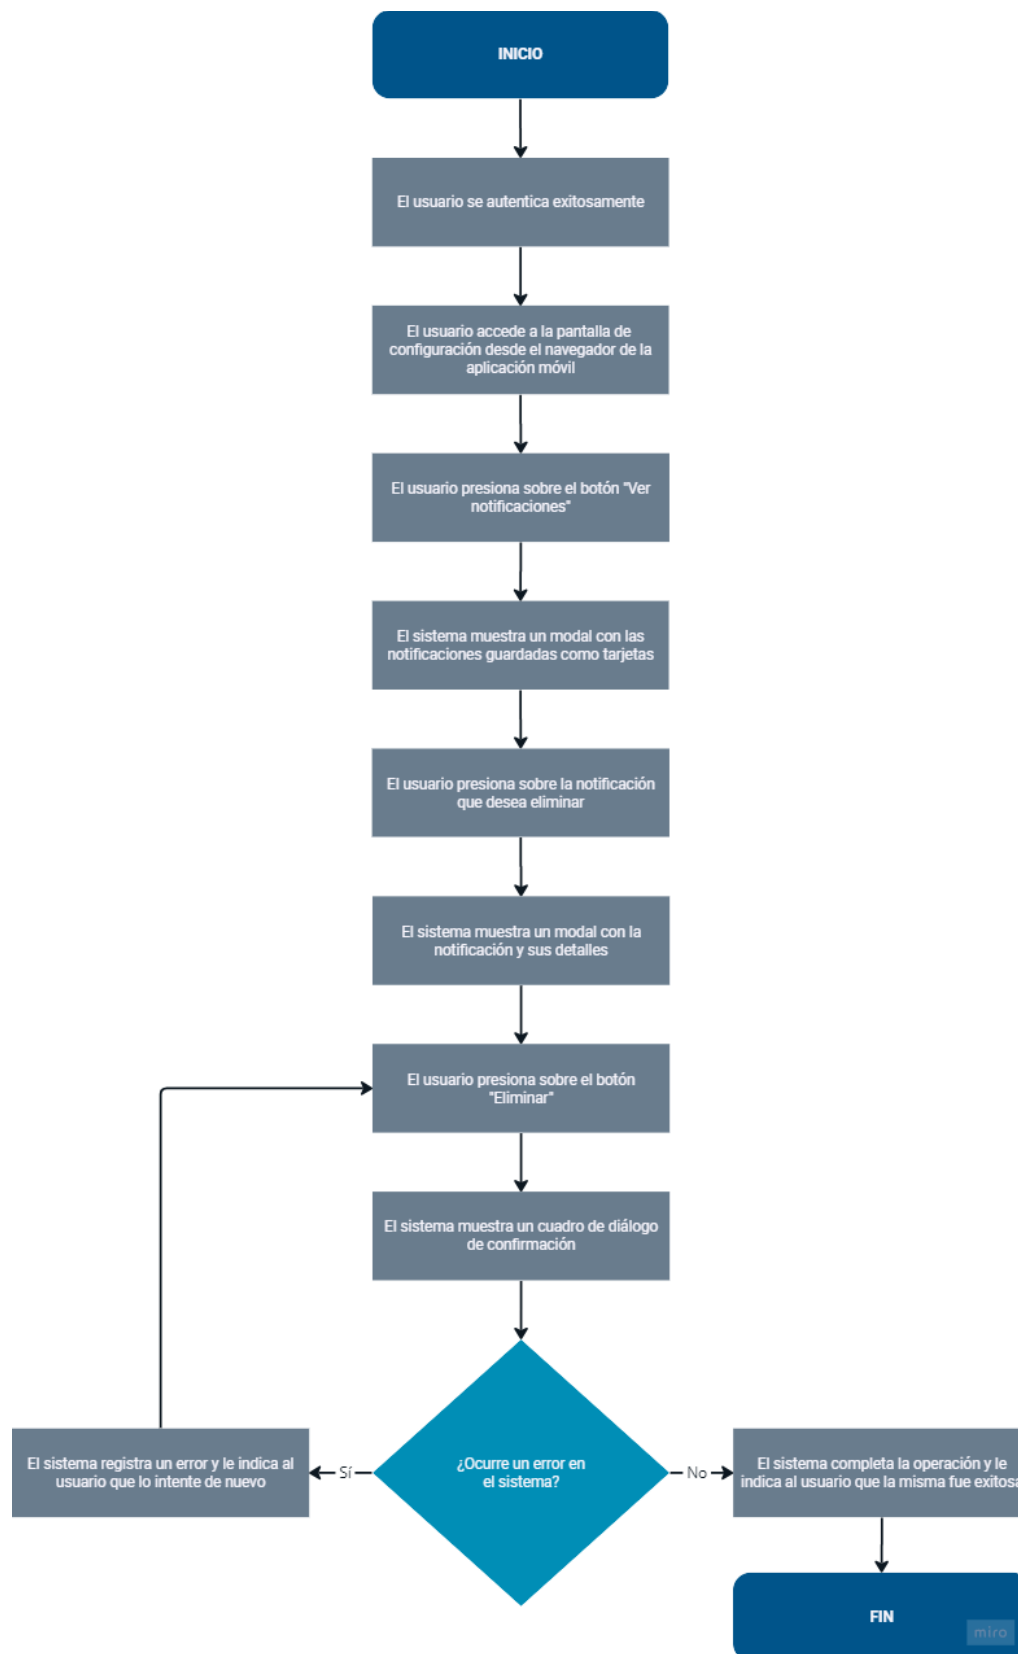 INICIO
El usuario se autentica exitosamente
El usuario accede a la pantalla de
configuración desde el navegador de la
aplicación móvil
El usuario presiona sobre el botón "Ver
notificaciones"
El sistema muestra un modal con las
notificaciones guardadas como tarjetas
El usuario presiona sobre la notificación
que desea eliminar
El sistema muestra un modal con la
notificación y sus detalles
El usuario presiona sobre el botón
"Eliminar"
El sistema muestra un cuadro de diálogo
de confirmación
¿Ocurre un error en
el sistema?
Sí
El sistema registra un error y le indica al
usuario que lo intente de nuevo
No
El sistema completa la operación y le
indica al usuario que la misma fue exitosa
FIN
miro